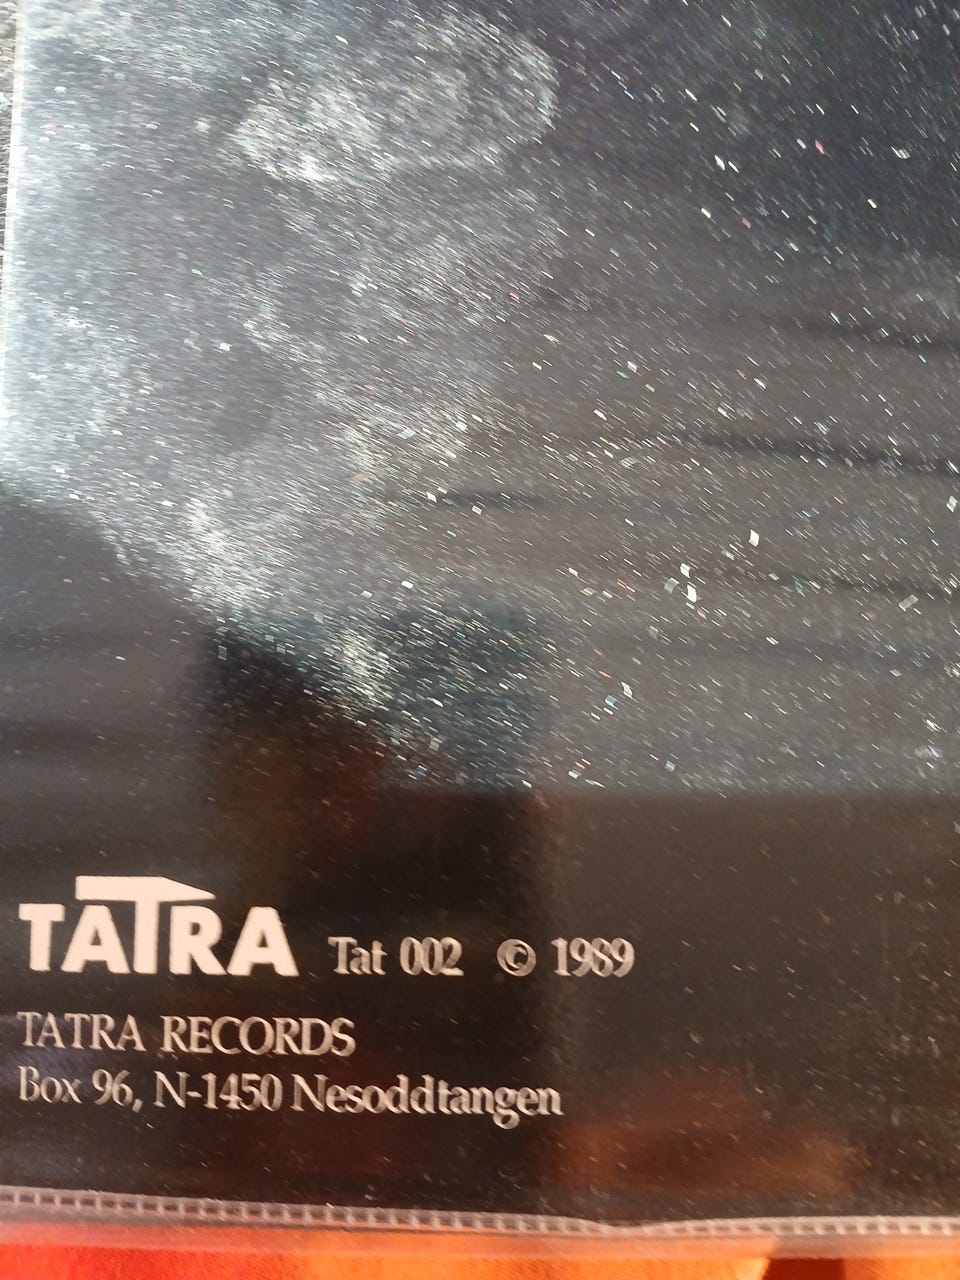 TATRA Tat 002 © 1989
TATRA RECORDS
Box 96, N-1450 Nesoddtangen